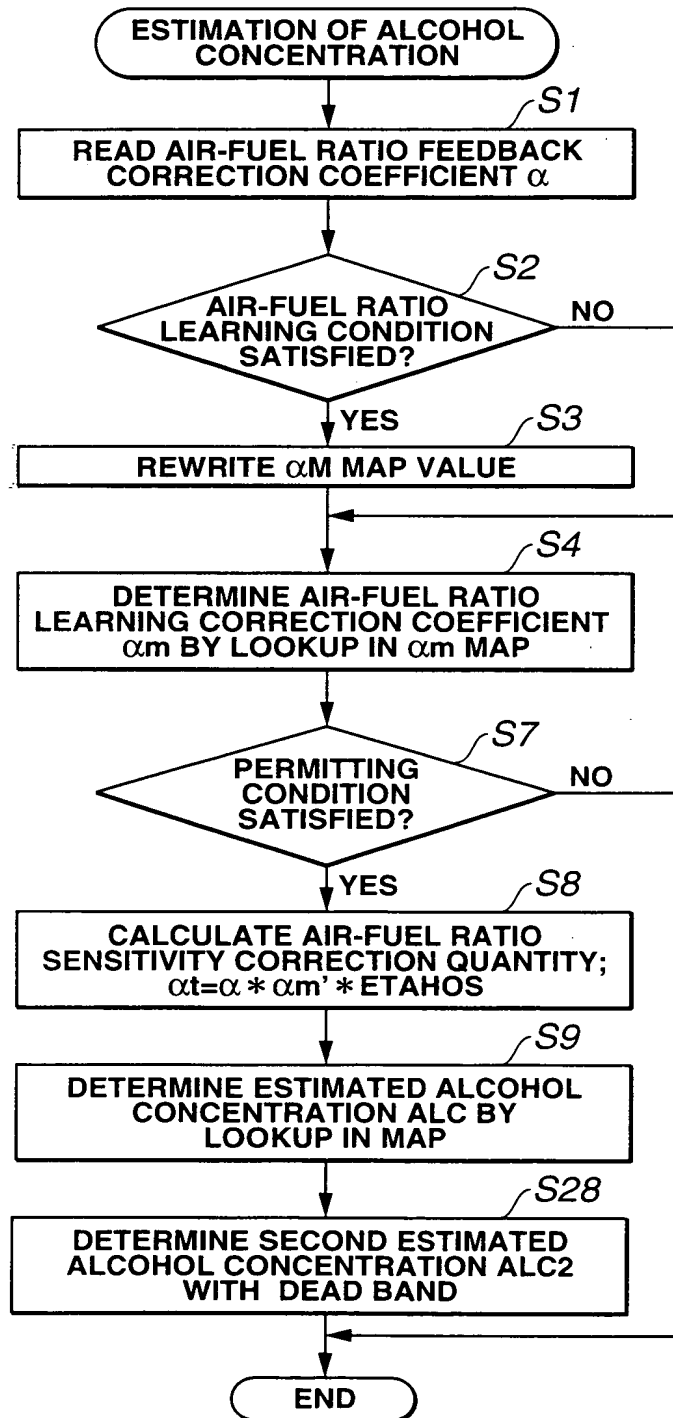 ESTIMATION OF ALCOHOL
CONCENTRATION
S1
READ AIR-FUEL RATIO FEEDBACK
CORRECTION COEFFICIENT α
S2
AIR-FUEL RATIO
LEARNING CONDITION
SATISFIED?
NO
YES
S3
REWRITE αM MAP VALUE
S4
DETERMINE AIR-FUEL RATIO
LEARNING CORRECTION COEFFICIENT
αm BY LOOKUP IN αm MAP
S7
PERMITTING
CONDITION
SATISFIED?
NO
YES
S8
CALCULATE AIR-FUEL RATIO
SENSITIVITY CORRECTION QUANTITY;
αt=α * αm' * ETAHOS
S9
DETERMINE ESTIMATED ALCOHOL
CONCENTRATION ALC BY
LOOKUP IN MAP
S28
DETERMINE SECOND ESTIMATED
ALCOHOL CONCENTRATION ALC2
WITH DEAD BAND
END